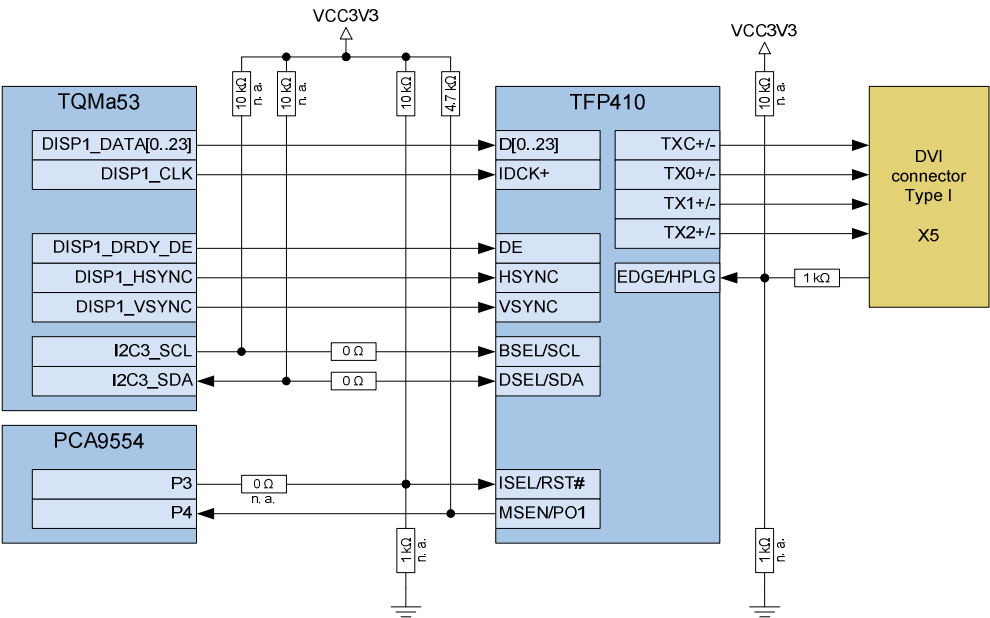 VCC3V3
VCC3V3
10 kΩ
n. a.
10 kΩ
n. a.
10 kΩ
4.7 kΩ
10 kΩ
n. a.
TQMa53
TFP410
DISP1_DATA[0..23]
D[0..23]
TXC+/-
DISP1_CLK
IDCK+
TX0+/-
TX1+/-
TX2+/-
DVI
connector
Type I
X5
DISP1_DRDY_DE
DE
DISP1_HSYNC
HSYNC
EDGE/HPLG
1 kΩ
DISP1_VSYNC
VSYNC
I2C3_SCL
0 Ω
BSEL/SCL
I2C3_SDA
0 Ω
DSEL/SDA
PCA9554
P3
0 Ω
n. a.
ISEL/RST#
P4
MSEN/PO1
1 kΩ
n. a.
1 kΩ
n. a.